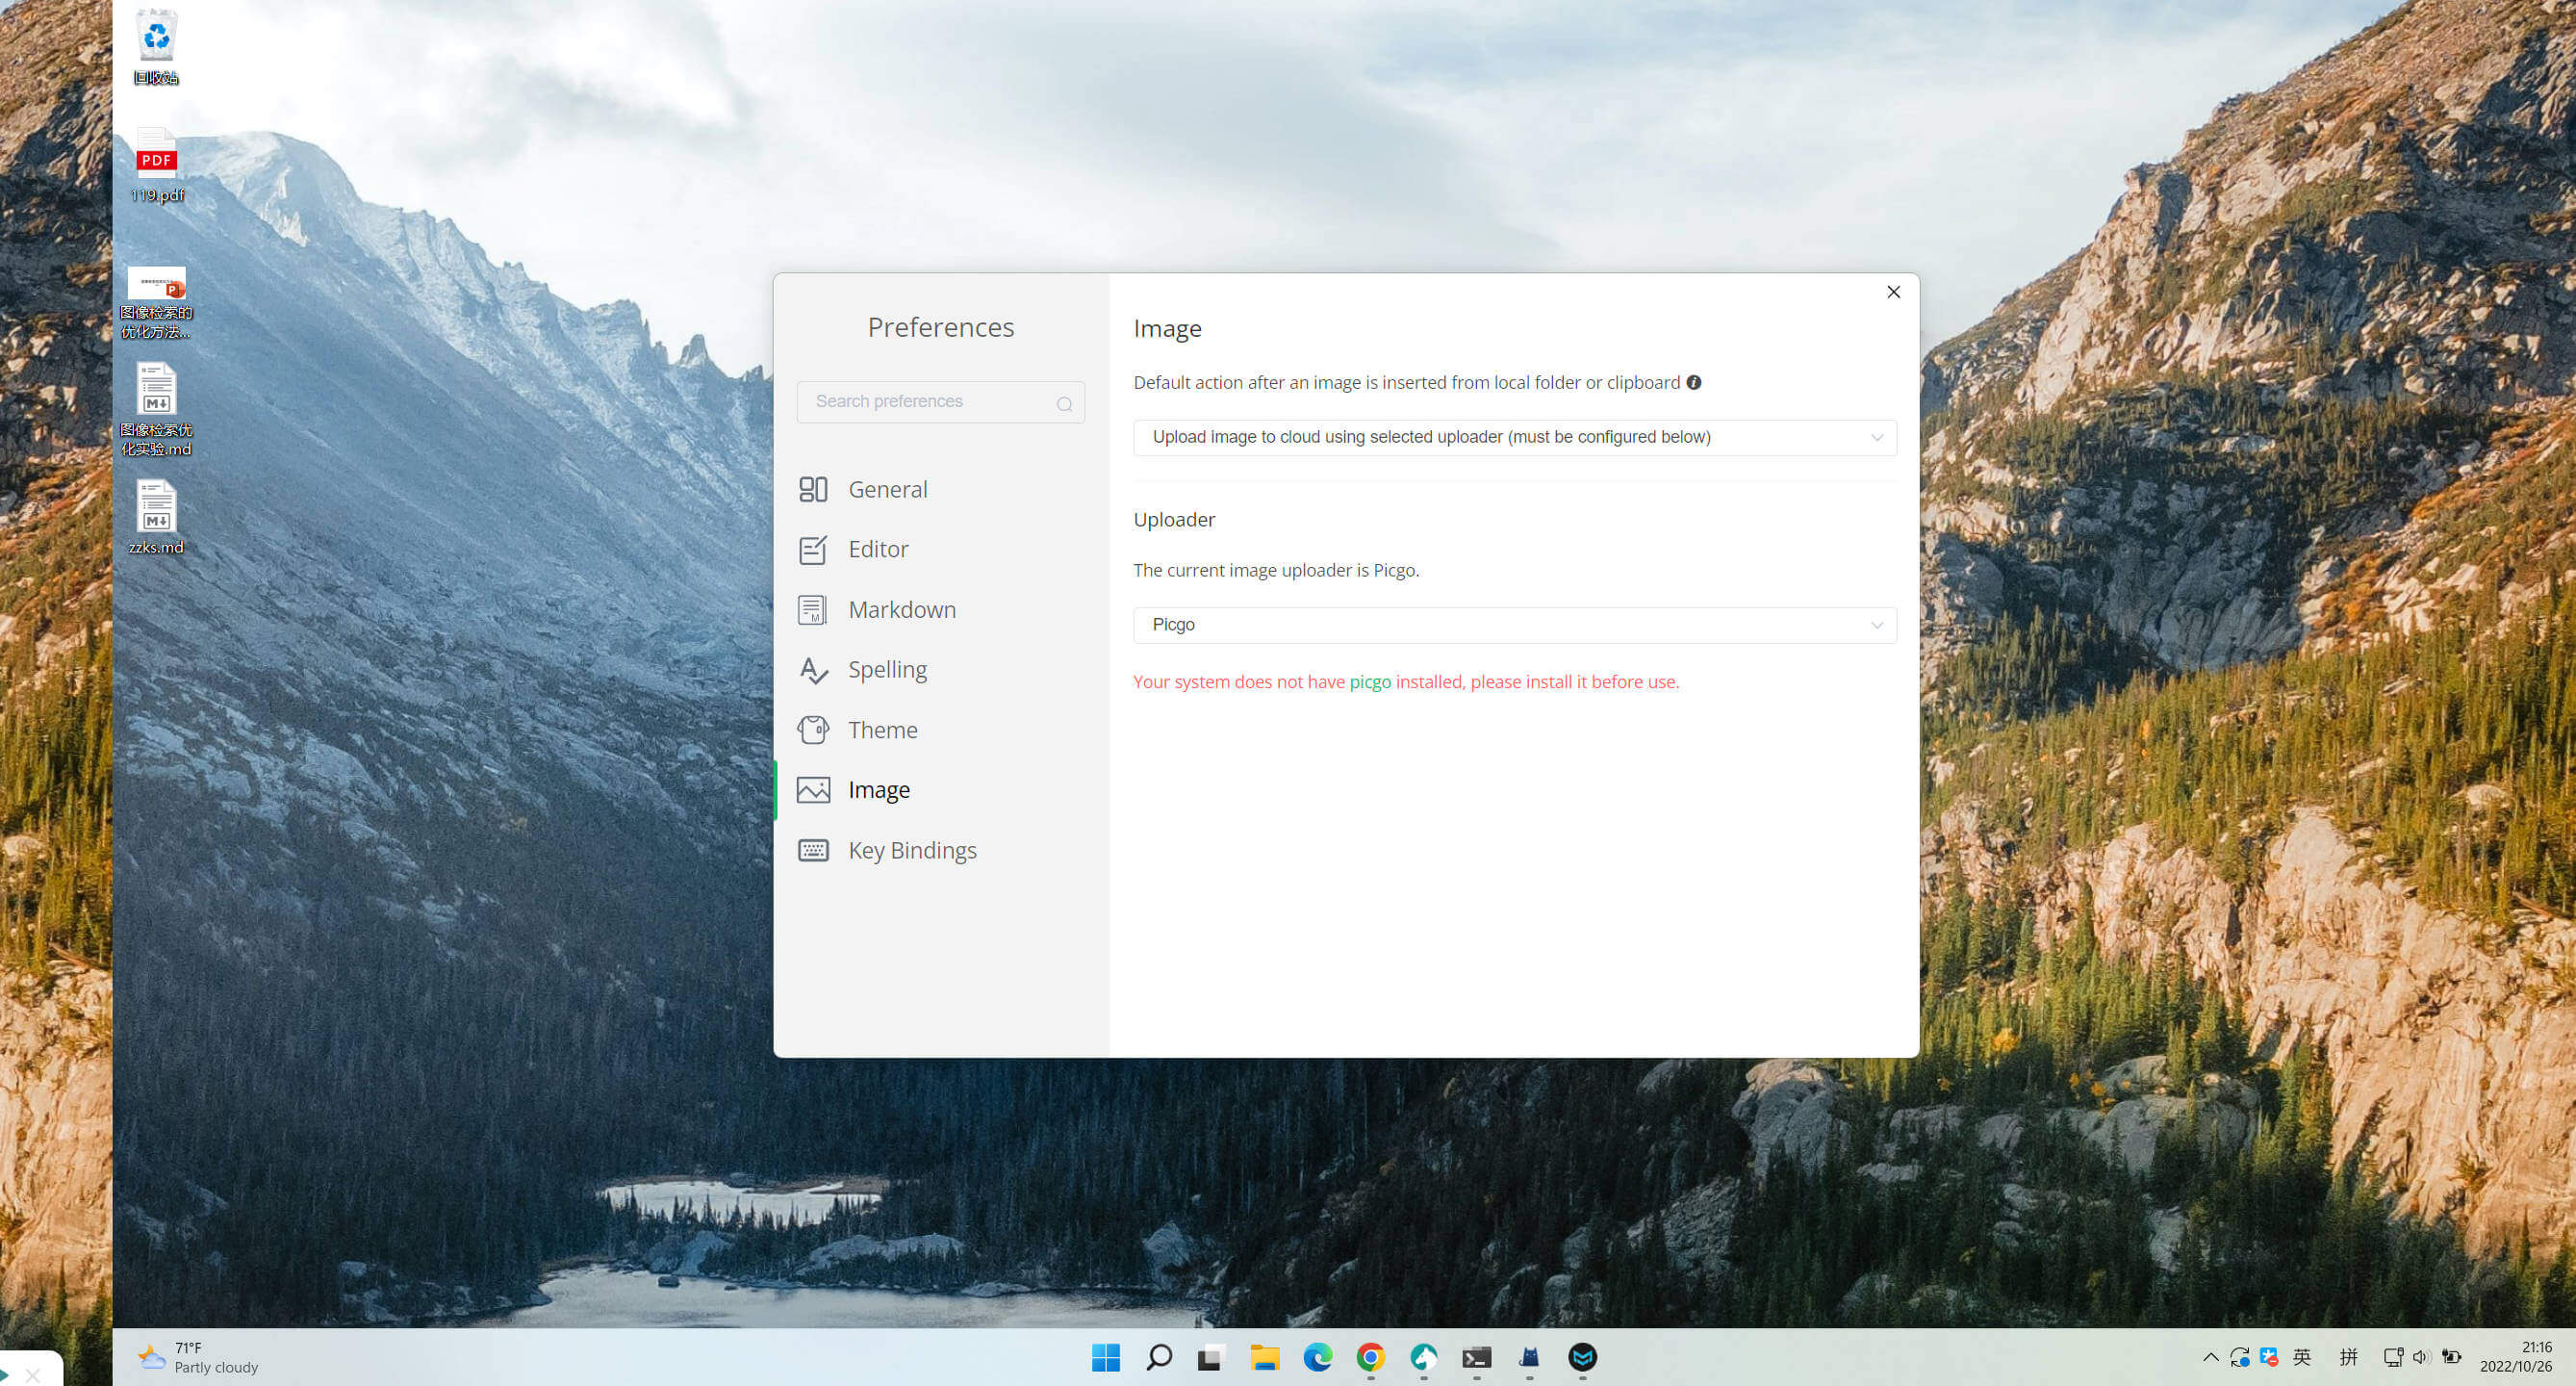 回收站
PDF
119.pdf
图像检索的
优化方法...
M↓
图像检索优
化实验.md
M↓
zzks.md
Preferences
Search preferences
General
Editor
Markdown
Spelling
Theme
Image
Key Bindings
Image
Default action after an image is inserted from local folder or clipboard
Upload image to cloud using selected uploader (must be configured below)
Uploader
The current image uploader is Picgo.
Picgo
Your system does not have picgo installed, please install it before use.
71°F
Partly cloudy
英
拼
21:16
2022/10/26